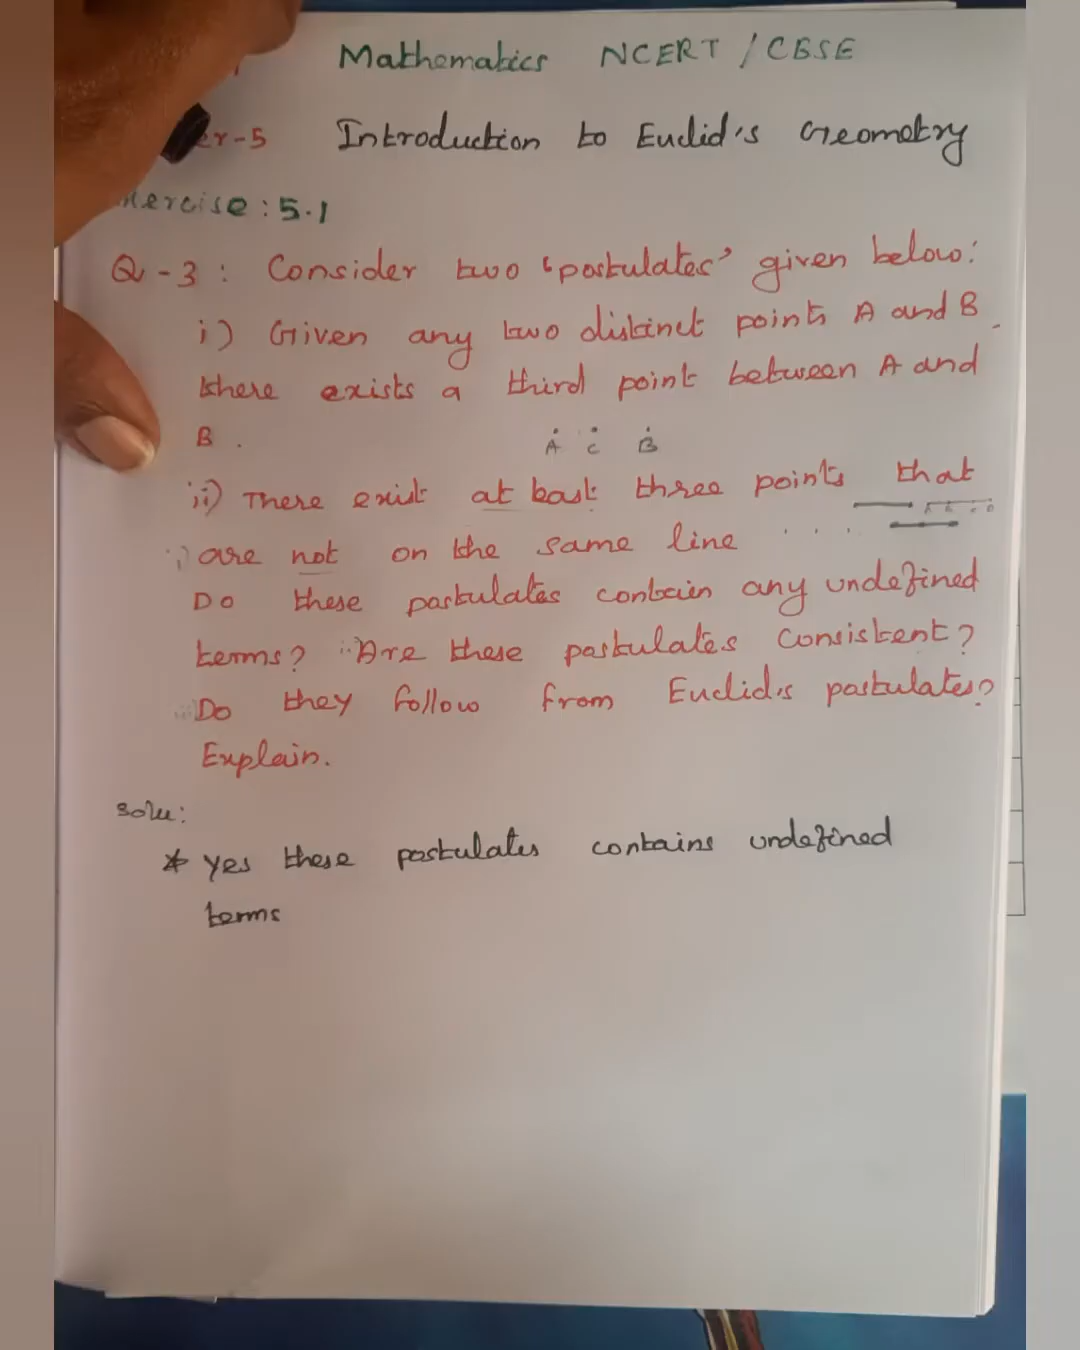 Mathematics NCERT / CBSE
er-5 Introduction to Euclid's Geometry
ercise : 5.1
Q - 3 : Consider two 'postulates' given below:
i) Given any two distinct points A and B
there exists a third point between A and
B .
A C B
ii) There exist at least three points that
i) are not on the same line
Do these postulates contain any undefined
terms? ii Are these postulates consistent?
iii Do they follow from Euclid's postulates?
Explain.
Solu:
* Yes these postulates contains undefined
terms